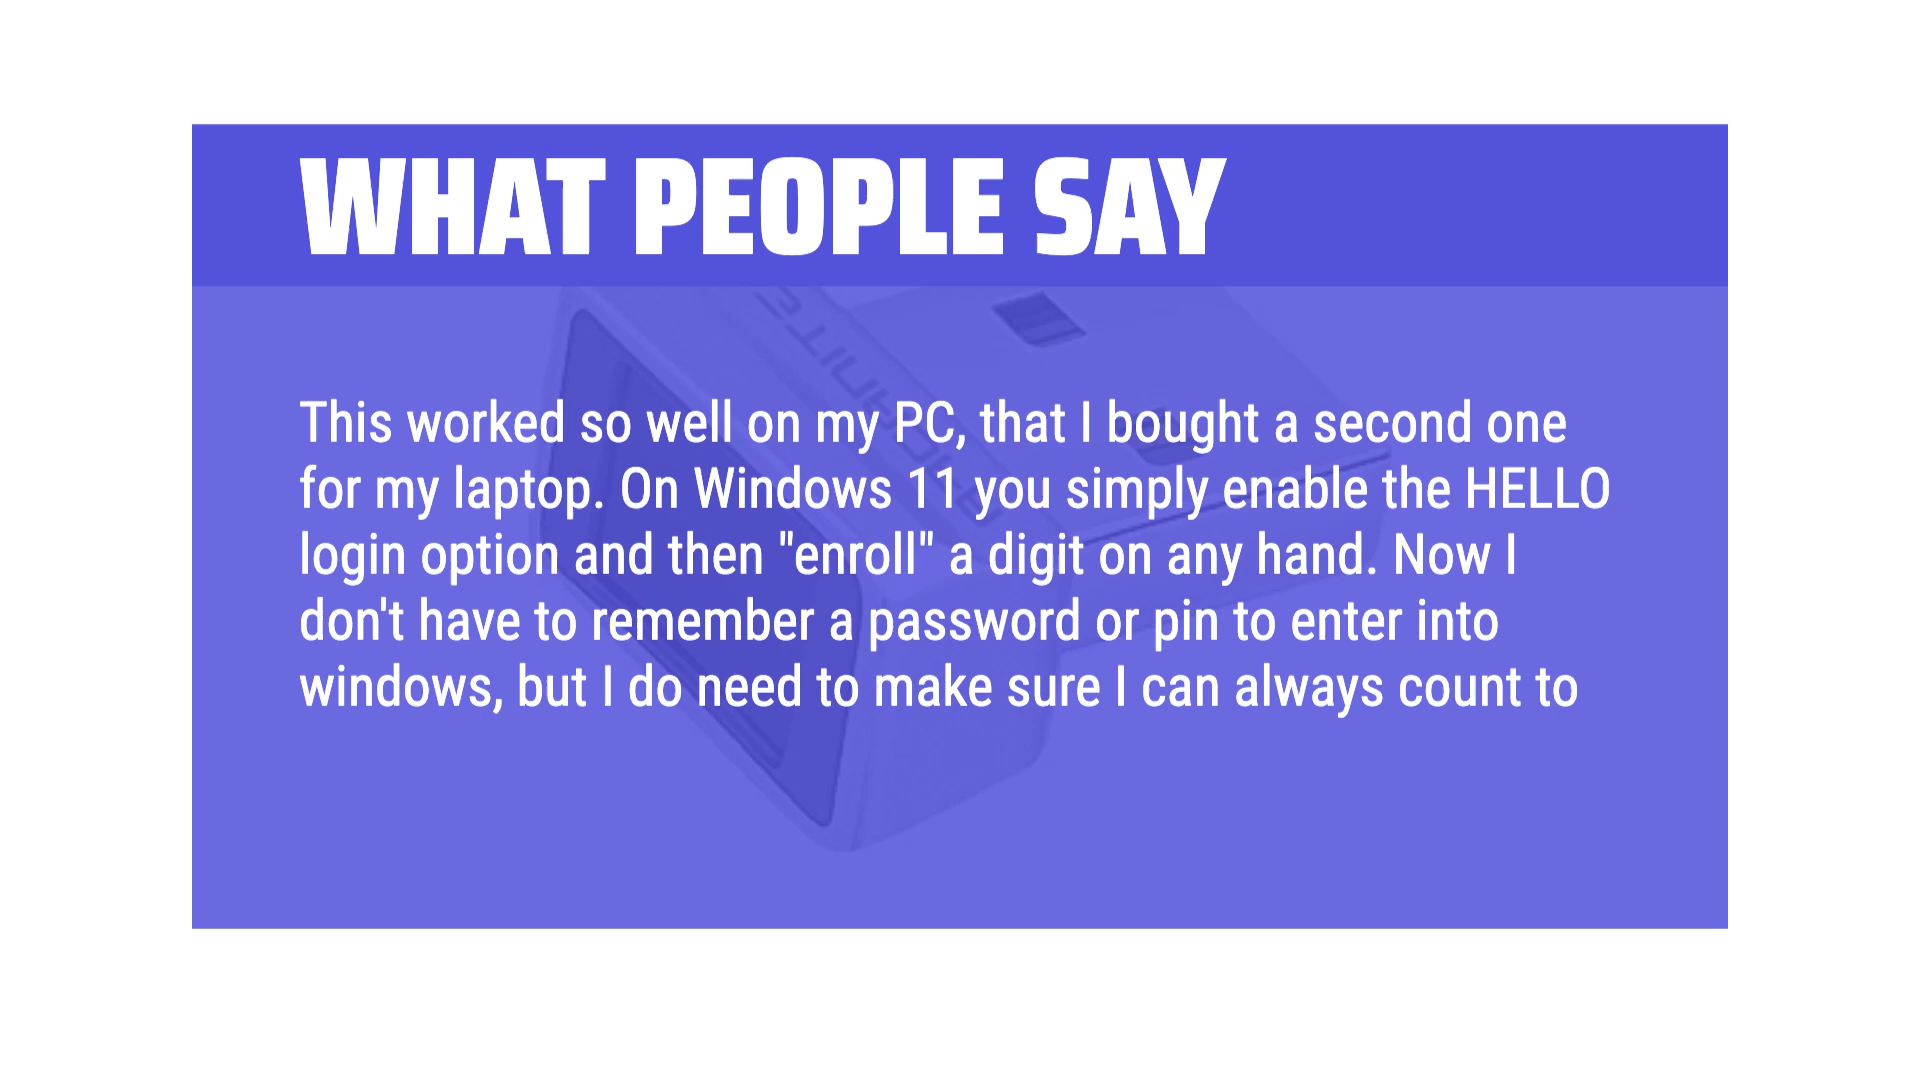 WHAT PEOPLE SAY
This worked so well on my PC, that I bought a second one
for my laptop. On Windows 11 you simply enable the HELLO
login option and then "enroll" a digit on any hand. Now I
don't have to remember a password or pin to enter into
windows, but I do need to make sure I can always count to